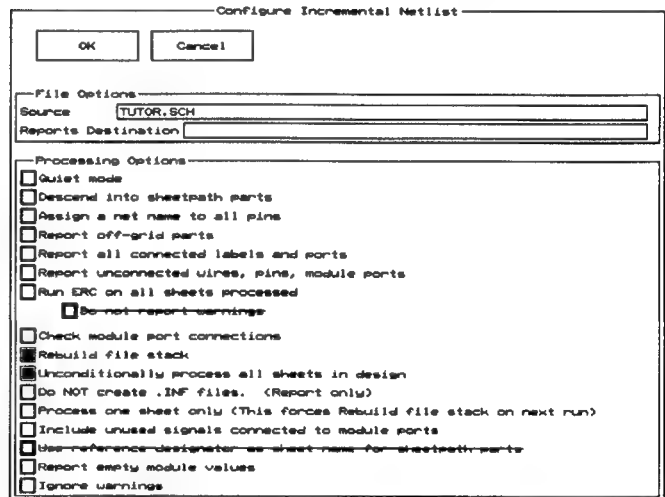 Configure Incremental Netlist
OK
Cancel
File Options
Source TUTOR.SCH
Reports Destination
Processing Options
Quiet mode
Descend into sheetpath parts
Assign a net name to all pins
Report off-grid parts
Report all connected labels and ports
Report unconnected wires, pins, module ports
Run ERC on all sheets processed
Do not report warnings
Check module port connections
Rebuild file stack
Unconditionally process all sheets in design
Do NOT create .INF files. (Report only)
Process one sheet only (This forces Rebuild file stack on next run)
Include unused signals connected to module ports
Use reference designator as sheet name for sheetpath parts
Report empty module values
Ignore warnings